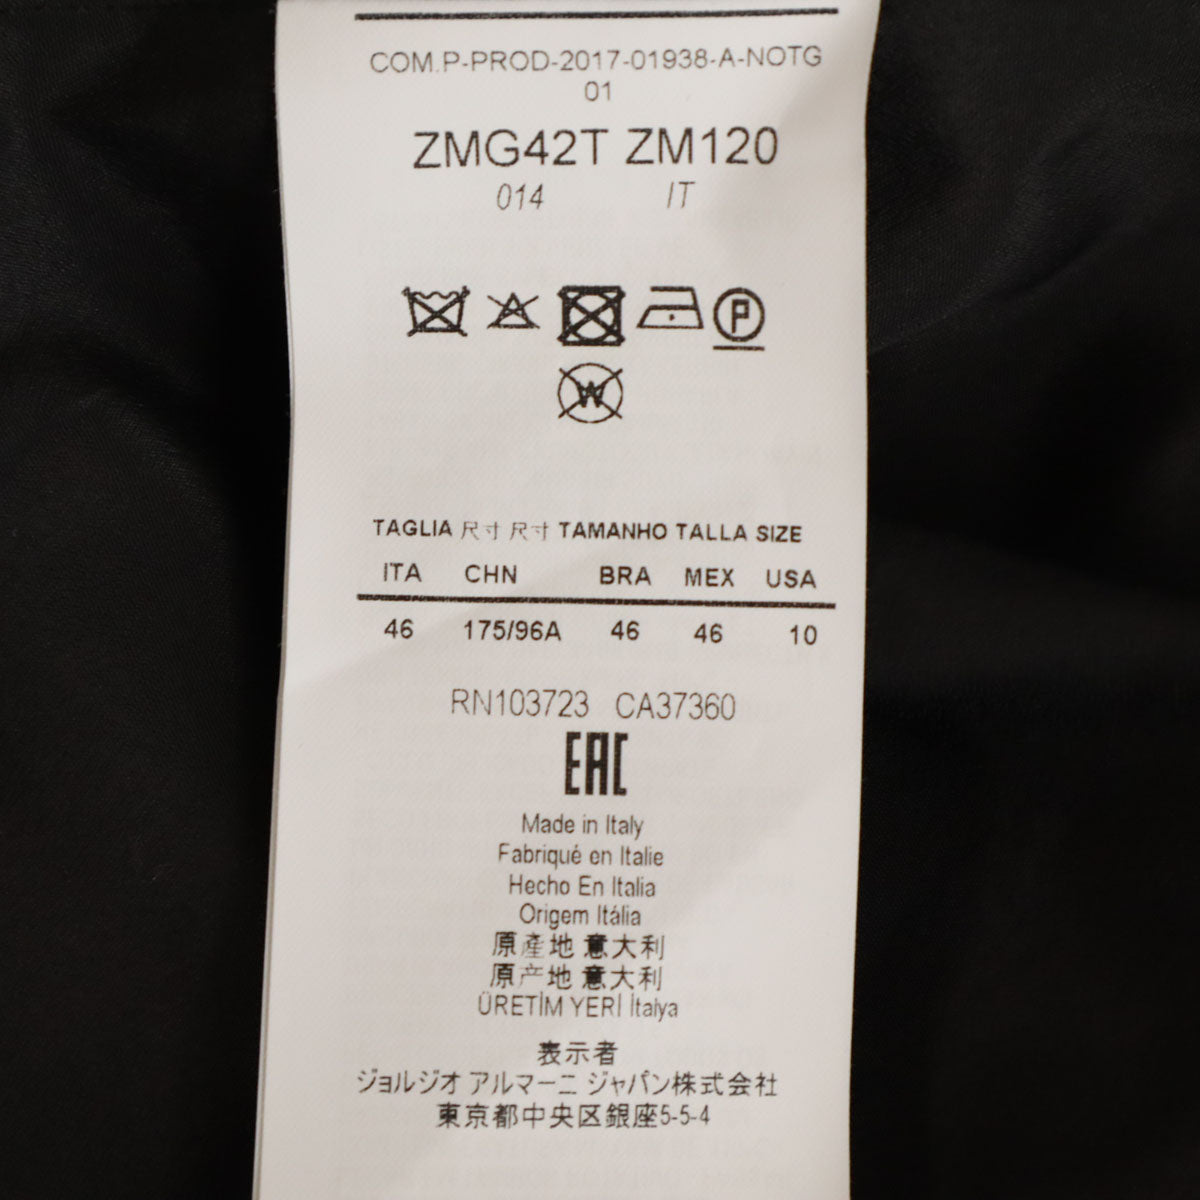 COM.P-PROD-2017-01938-A-NOTG
01
ZMG42T ZM120
014 IT
P
W
TAGLIA 尺寸 尺寸 TAMANHO TALLA SIZE
ITA CHN BRA MEX USA
46 175/96A 46 46 10
RN103723 CA37360
EAC
Made in Italy
Fabriqué en Italie
Hecho En Italia
Origem Itália
原產地 意大利
原产地 意大利
ÜRETİM YERİ İtalya
表示者
ジョルジオ アルマーニ ジャパン株式会社
東京都中央区銀座5-5-4